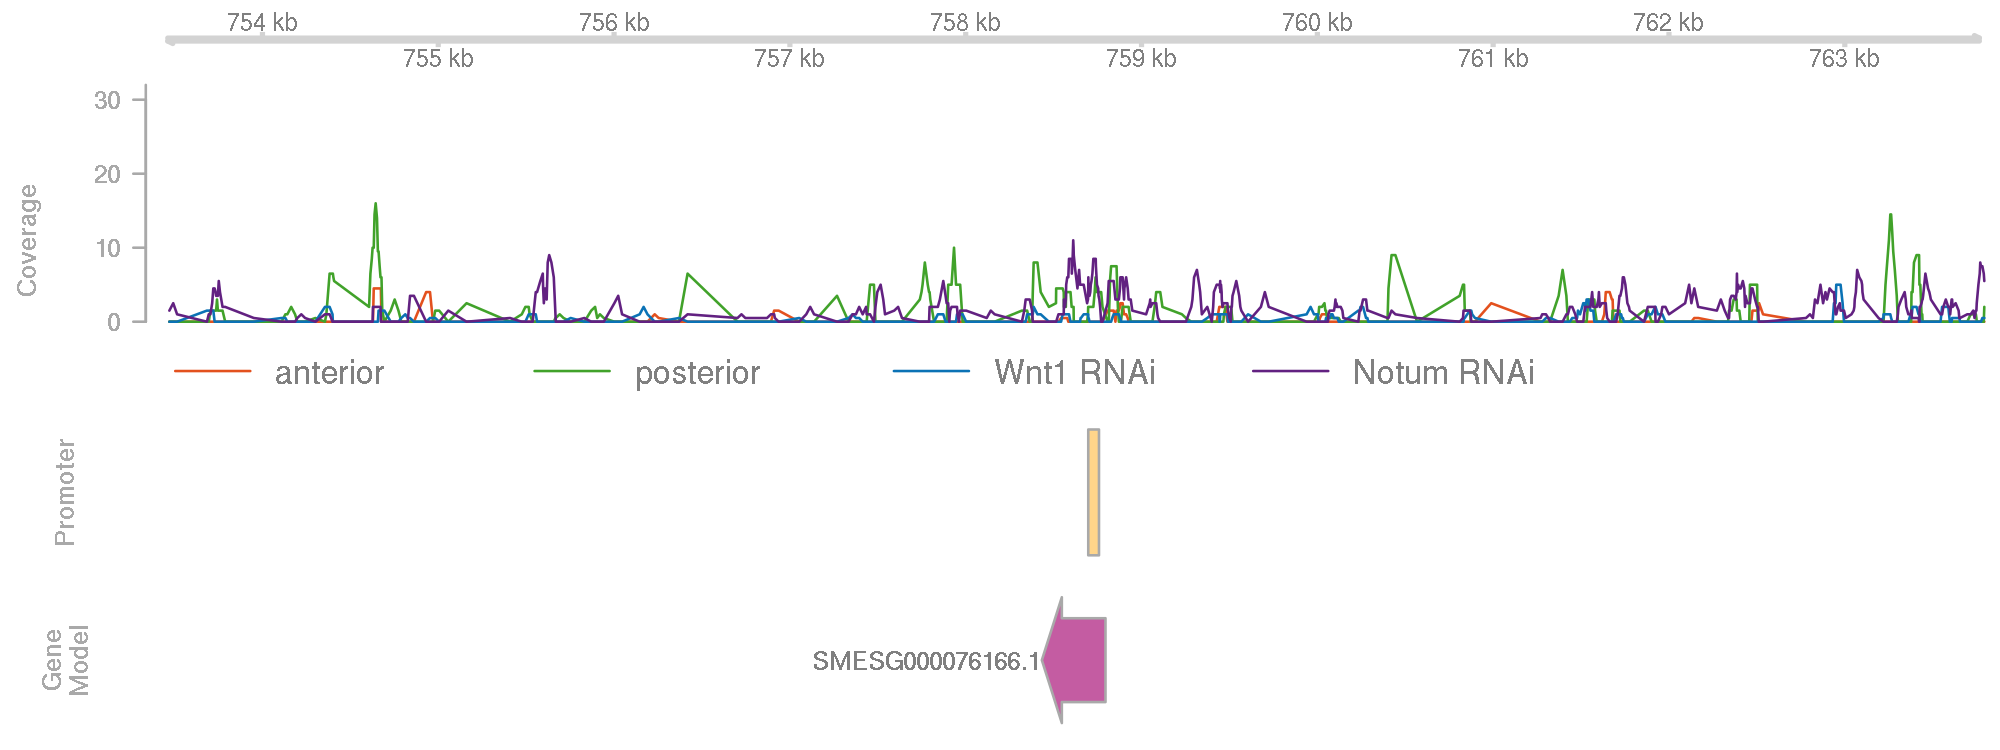 754 kb 756 kb 758 kb 760 kb 762 kb
755 kb 757 kb 759 kb 761 kb 763 kb
Coverage
30
20
10
0
anterior posterior Wnt1 RNAi Notum RNAi
Promoter
Gene
Model
SMESG000076166.1